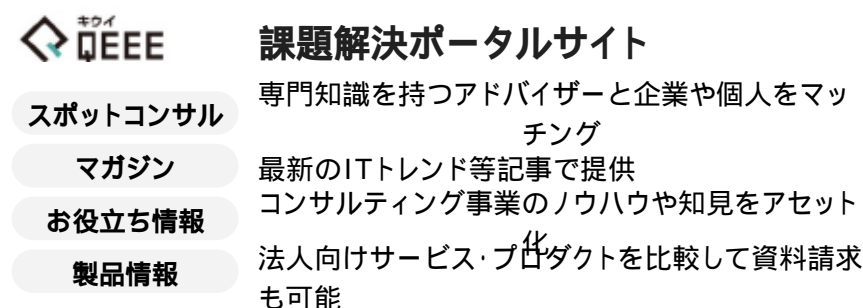 キウイ
QEEE
課題解決ポータルサイト
スポットコンサル
専門知識を持つアドバイザーと企業や個人をマッ
チング
マガジン
最新のITトレンド等記事で提供
お役立ち情報
コンサルティング事業のノウハウや知見をアセット
化
製品情報
法人向けサービス・プロダクトを比較して資料請求
も可能